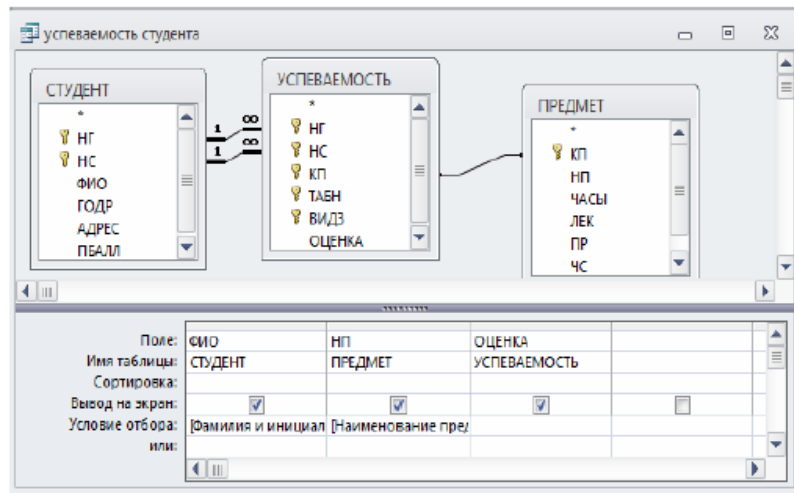 успеваемость студента
СТУДЕНТ
*
НГ
НС
ФИО
ГОДР
АДРЕС
ПБАЛЛ
1 ∞
1 ∞
УСПЕВАЕМОСТЬ
*
НГ
НС
КП
ТАБН
ВИДЗ
ОЦЕНКА
ПРЕДМЕТ
*
КП
НП
ЧАСЫ
ЛЕК
ПР
ЧС
Поле: ФИО НП ОЦЕНКА
Имя таблицы: СТУДЕНТ ПРЕДМЕТ УСПЕВАЕМОСТЬ
Сортировка:
Вывод на экран:
Условие отбора: [Фамилия и инициал [Наименование пред
или: